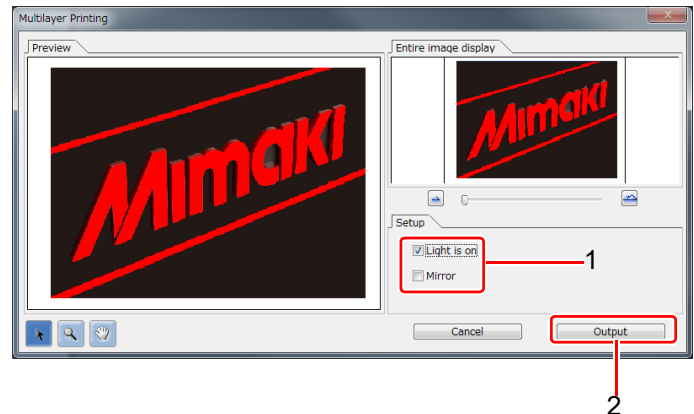 Multilayer Printing
Preview
Entire image display
Mimaki
Mimaki
Setup
Light is on
Mirror
1
Cancel
Output
2